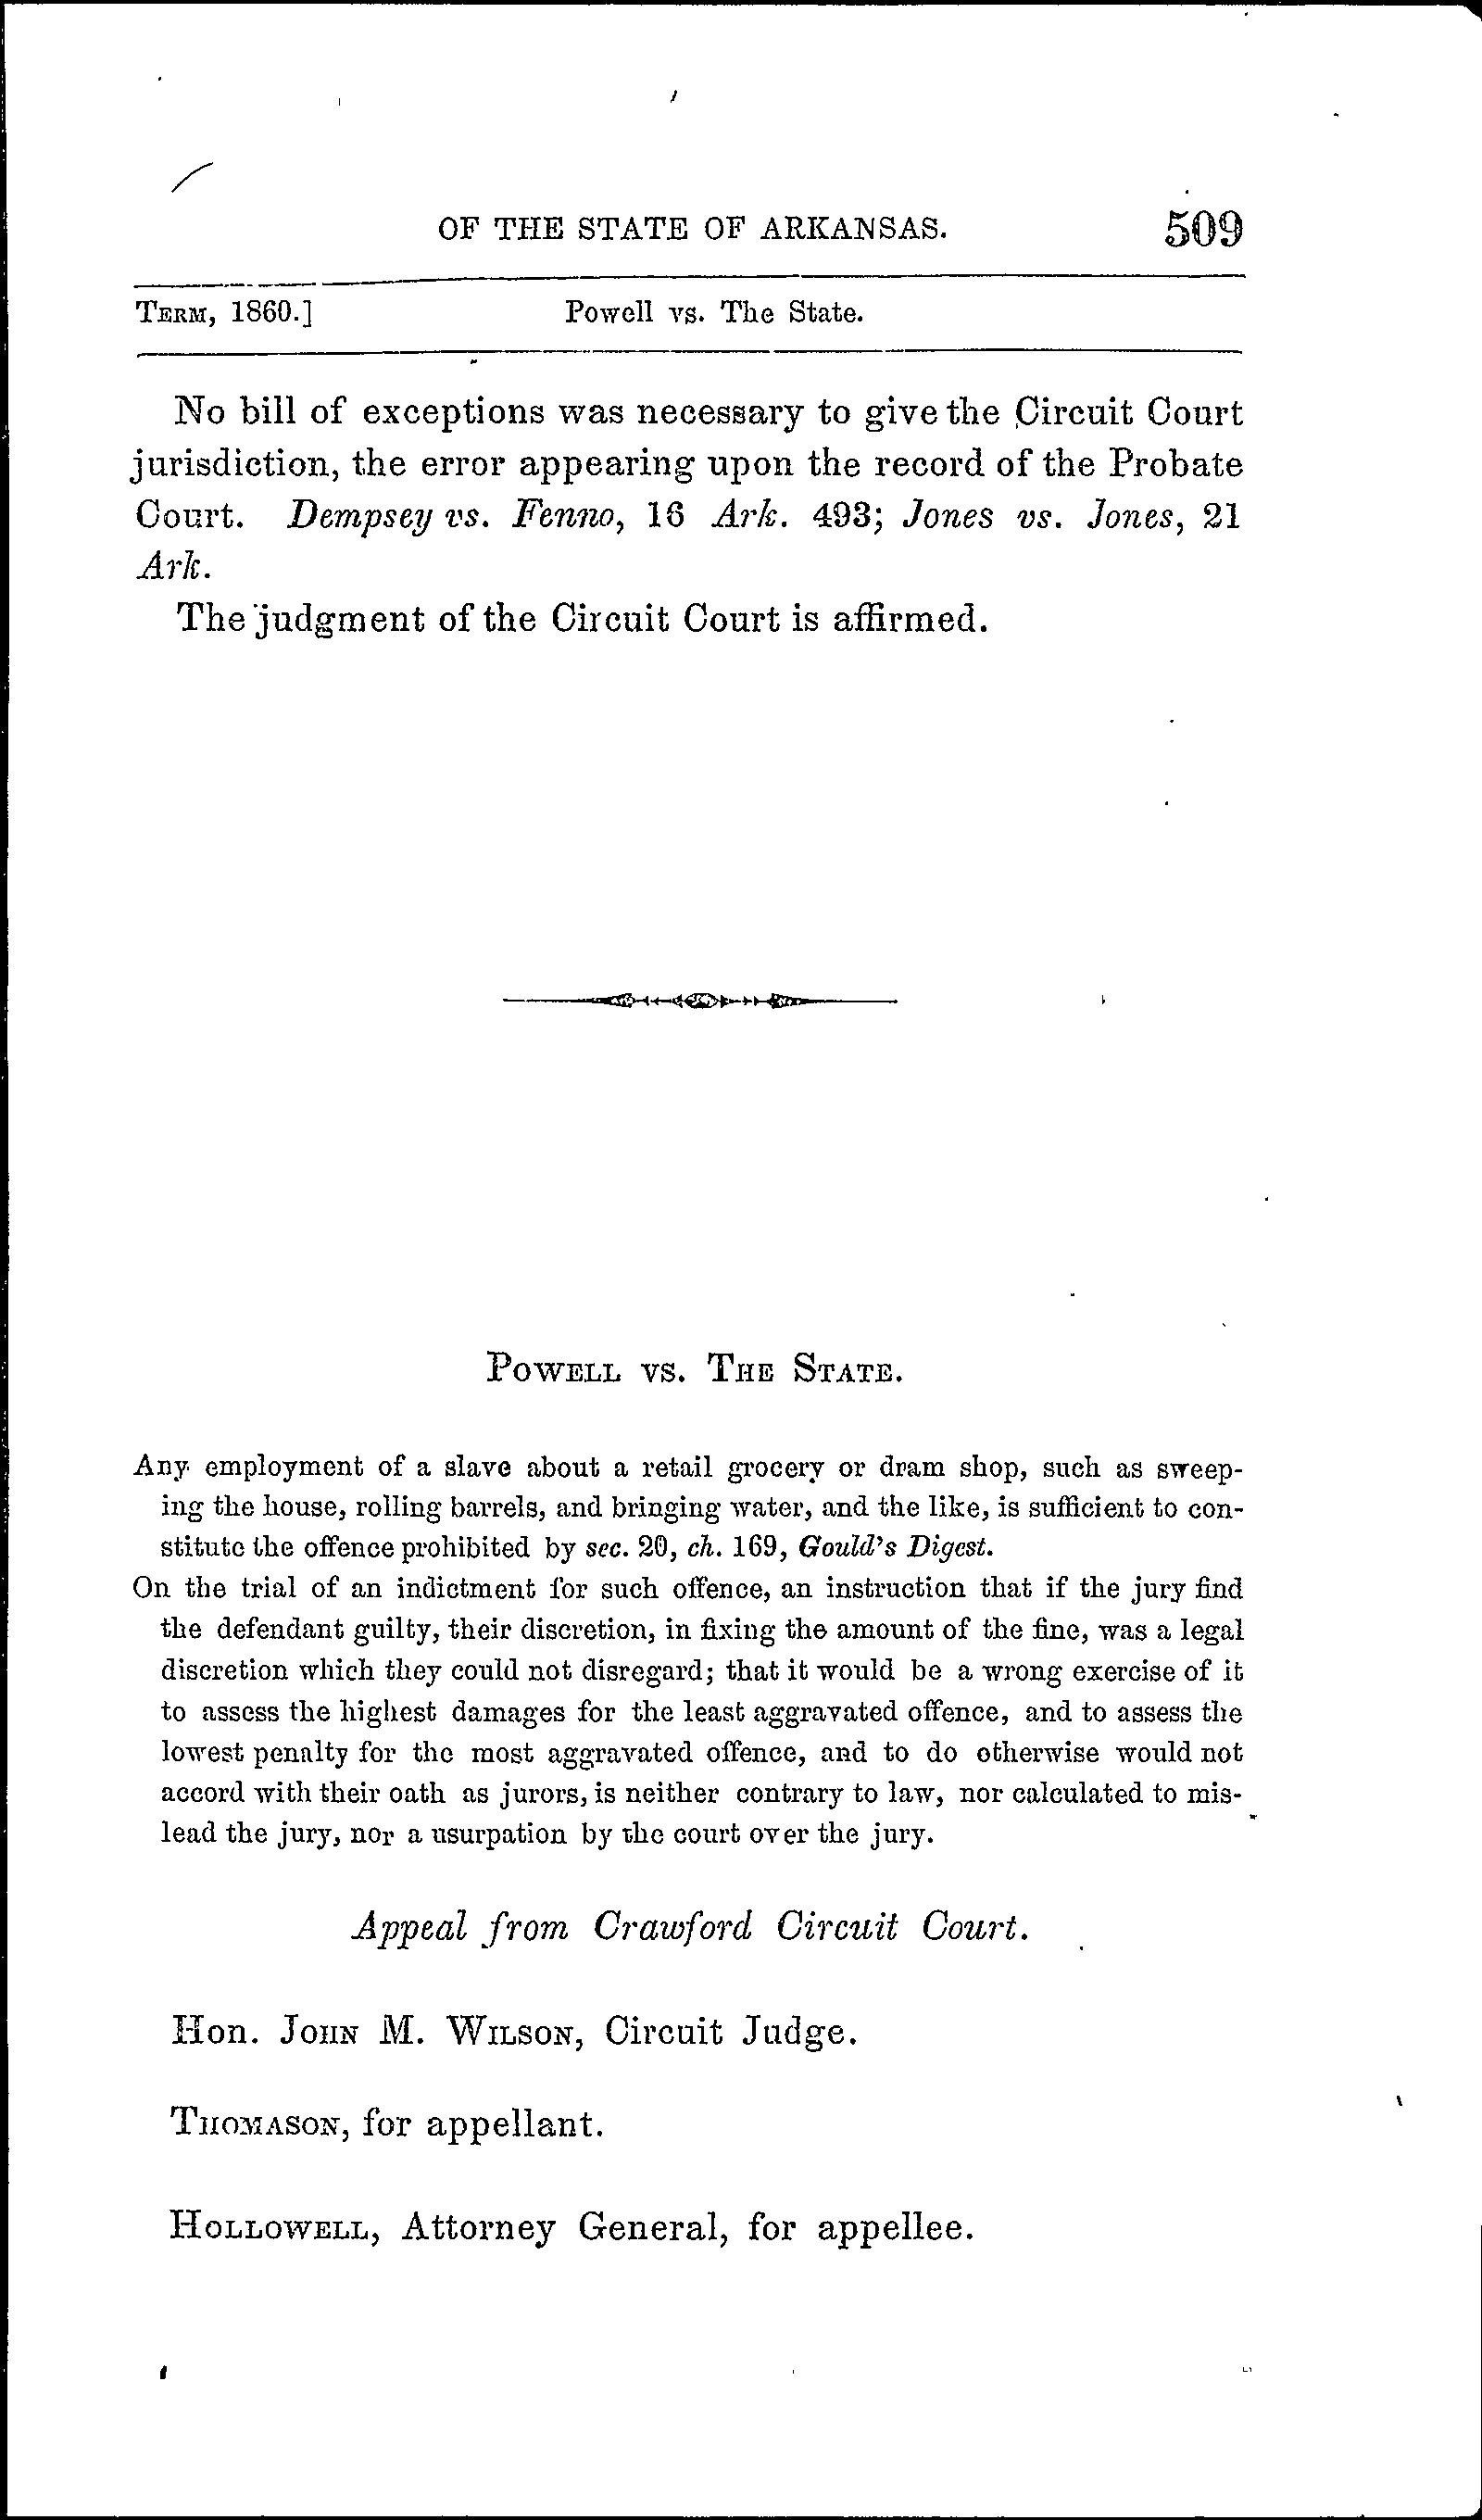 OF THE STATE OF ARKANSAS. 509
TERM, 1860.] Powell vs. The State.
No bill of exceptions was necessary to give the Circuit Court
jurisdiction, the error appearing upon the record of the Probate
Court. Dempsey vs. Fenno, 16 Ark. 493; Jones vs. Jones, 21
Ark.
The judgment of the Circuit Court is affirmed.
POWELL VS. THE STATE.
Any employment of a slave about a retail grocery or dram shop, such as sweep-
ing the house, rolling barrels, and bringing water, and the like, is sufficient to con-
stitute the offence prohibited by sec. 20, ch. 169, Gould's Digest.
On the trial of an indictment for such offence, an instruction that if the jury find
the defendant guilty, their discretion, in fixing the amount of the fine, was a legal
discretion which they could not disregard; that it would be a wrong exercise of it
to assess the highest damages for the least aggravated offence, and to assess the
lowest penalty for the most aggravated offence, and to do otherwise would not
accord with their oath as jurors, is neither contrary to law, nor calculated to mis-
lead the jury, nor a usurpation by the court over the jury.
Appeal from Crawford Circuit Court.
Hon. JOHN M. WILSON, Circuit Judge.
THOMASON, for appellant.
HOLLOWELL, Attorney General, for appellee.